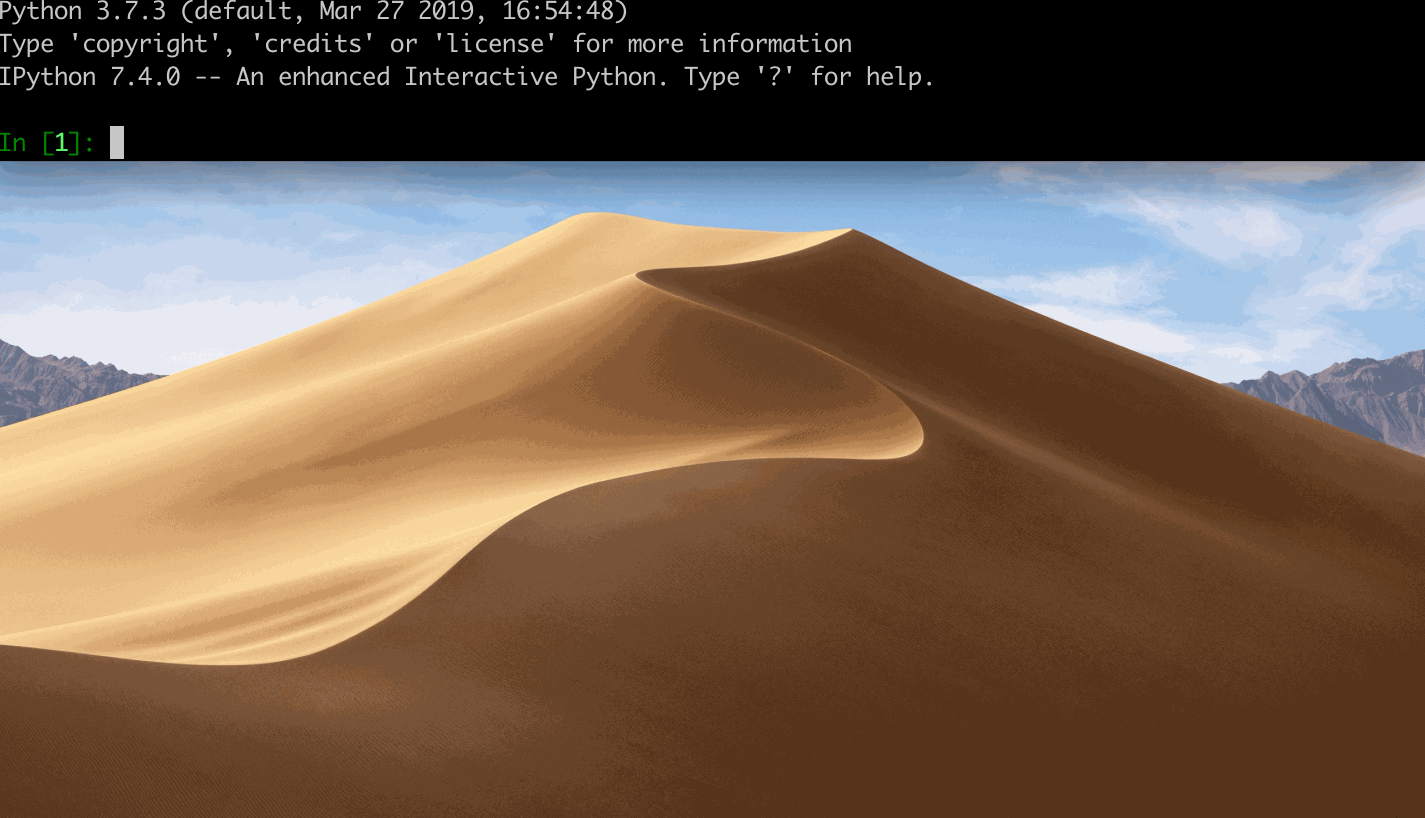 Python 3.7.3 (default, Mar 27 2019, 16:54:48)
Type 'copyright', 'credits' or 'license' for more information
IPython 7.4.0 -- An enhanced Interactive Python. Type '?' for help.
In [1]: